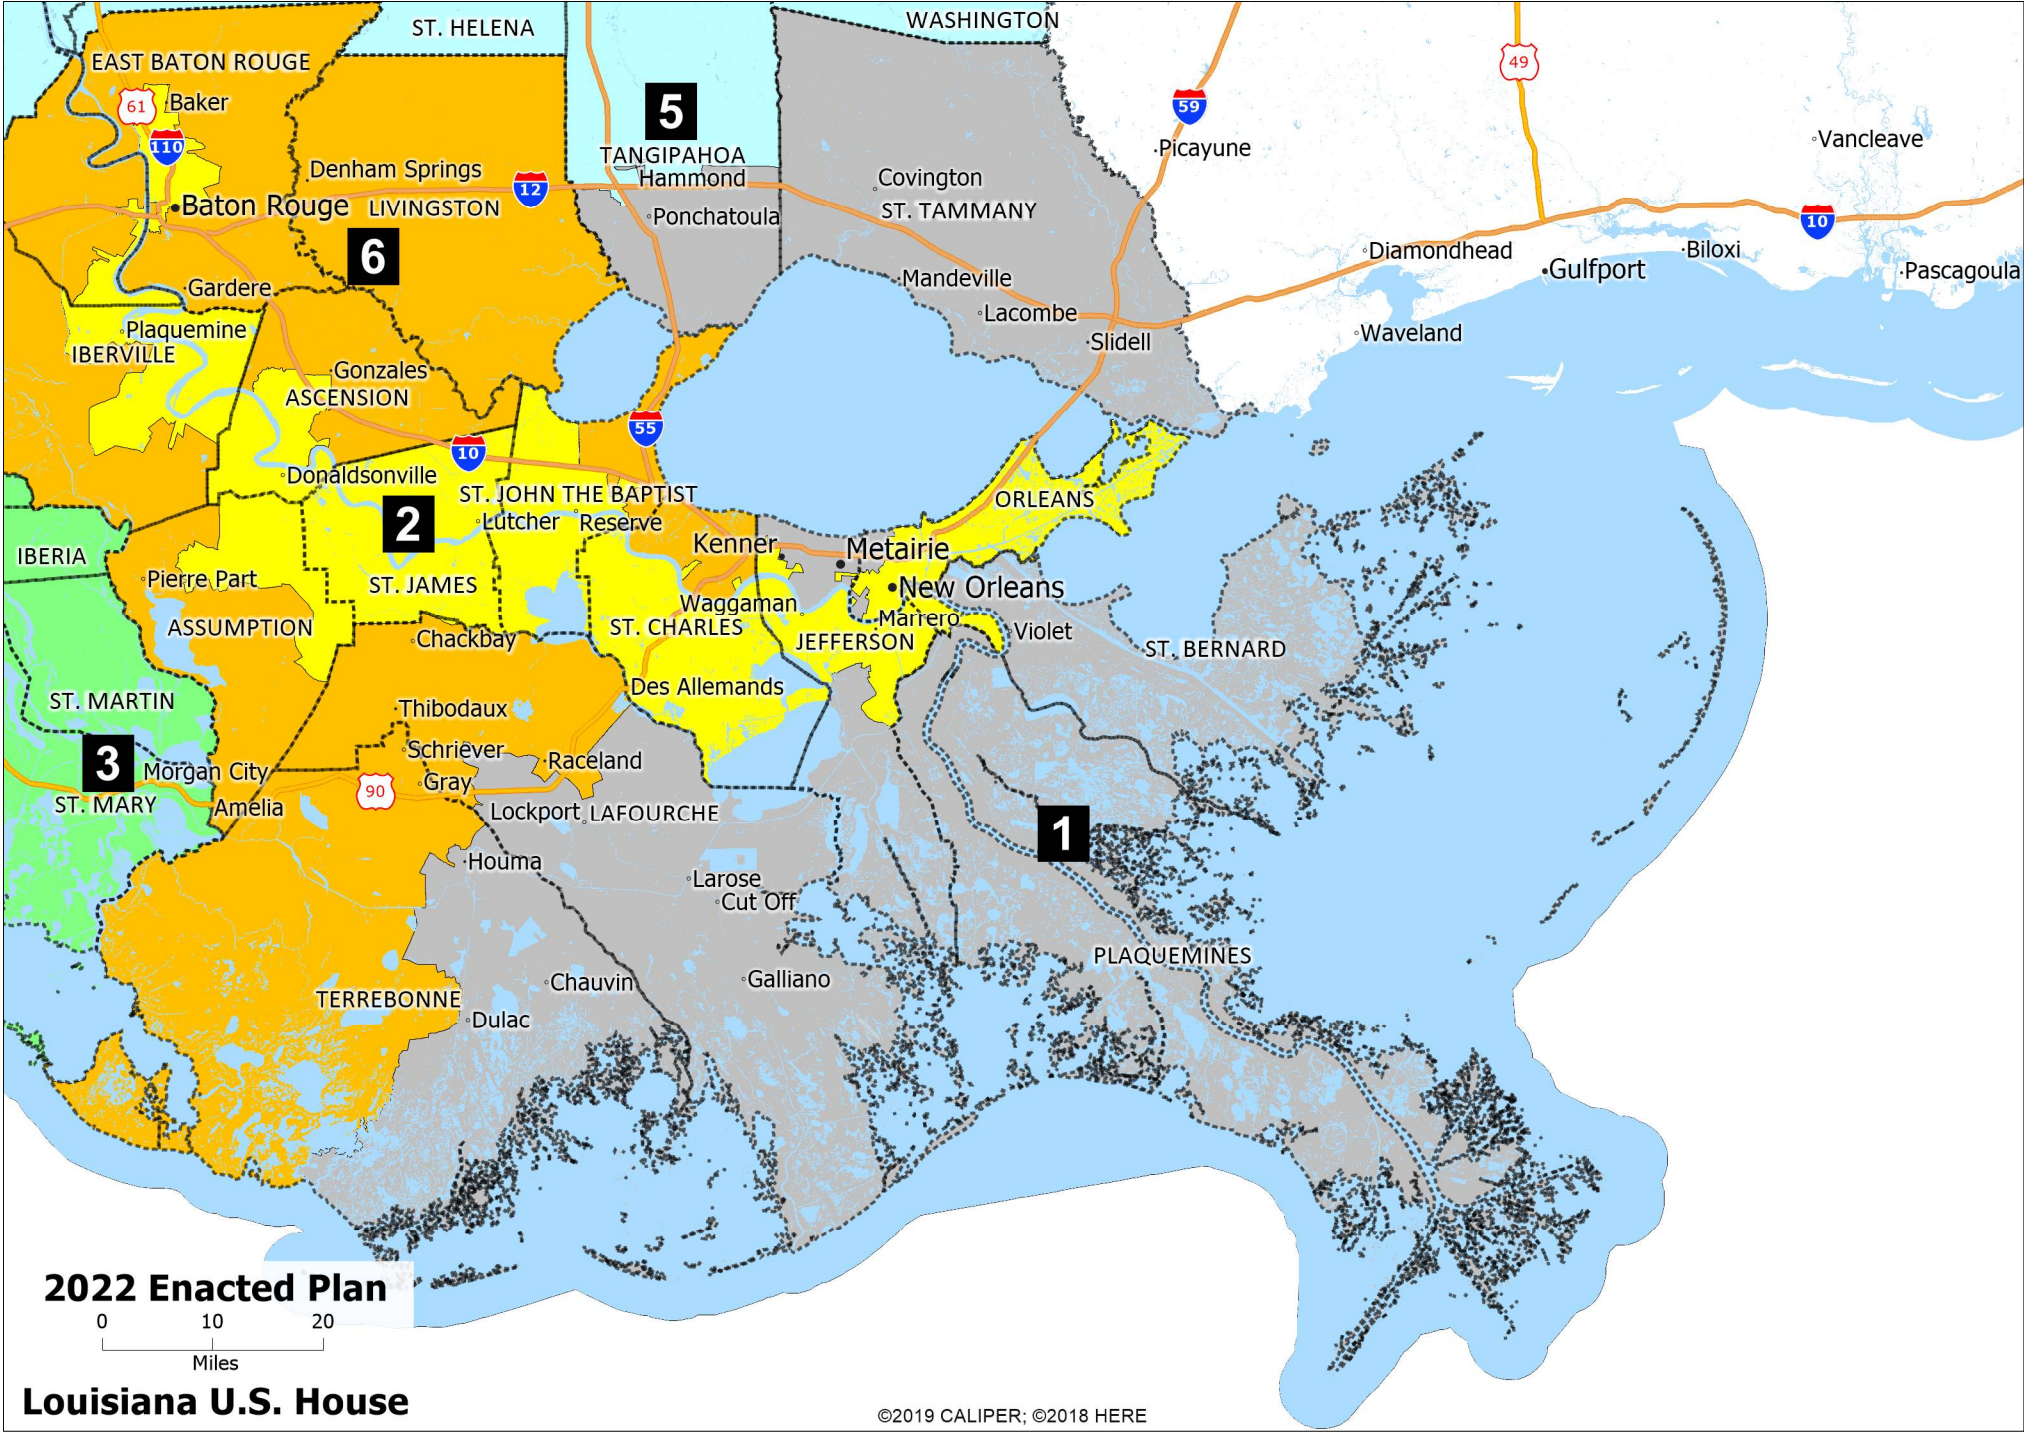 WASHINGTON
ST. HELENA
EAST BATON ROUGE
49
61
Baker
59
5
110
Vancleave
Picayune
TANGIPAHOA
Denham Springs
Hammond
Covington
12
Baton Rouge
LIVINGSTON
ST. TAMMANY
Ponchatoula
10
6
Diamondhead
Biloxi
Gulfport
Pascagoula
Mandeville
Gardere
Lacombe
Plaquemine
Waveland
Slidell
IBERVILLE
Gonzales
ASCENSION
55
10
Donaldsonville
ST. JOHN THE BAPTIST
ORLEANS
2
Lutcher
Reserve
Kenner
Metairie
IBERIA
Pierre Part
ST. JAMES
New Orleans
Waggaman
Marrero
ASSUMPTION
ST. CHARLES
Violet
Chackbay
JEFFERSON
ST. BERNARD
Des Allemands
ST. MARTIN
Thibodaux
Schriever
Raceland
3
Morgan City
Gray
90
ST. MARY
Amelia
Lockport
LAFOURCHE
1
Houma
Larose
Cut Off
PLAQUEMINES
Chauvin
Galliano
TERREBONNE
Dulac
2022 Enacted Plan
0 10 20
Miles
Louisiana U.S. House
©2019 CALIPER; ©2018 HERE